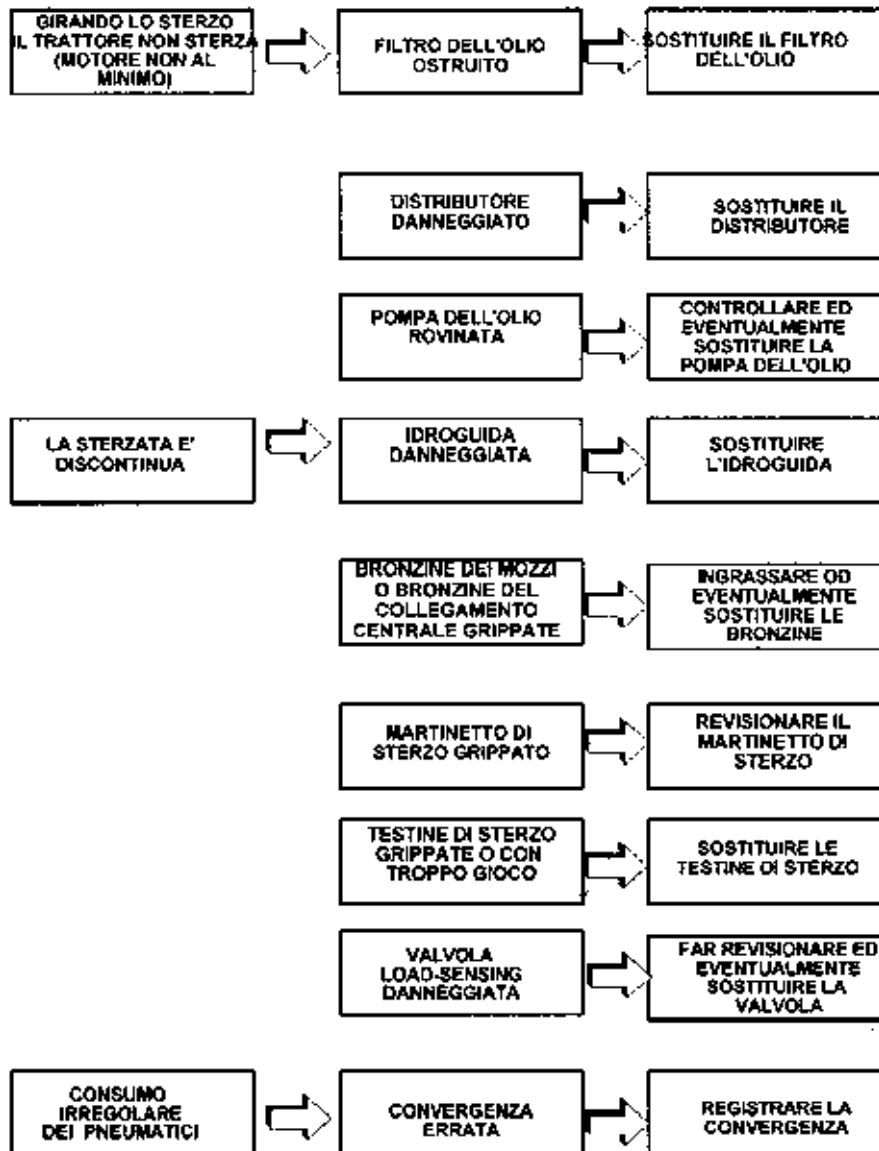 GIRANDO LO STERZO
IL TRATTORE NON STERZA
(MOTORE NON AL
MINIMO)
FILTRO DELL'OLIO
OSTRUITO
SOSTITUIRE IL FILTRO
DELL'OLIO
DISTRIBUTORE
DANNEGGIATO
SOSTITUIRE IL
DISTRIBUTORE
POMPA DELL'OLIO
ROVINATA
CONTROLLARE ED
EVENTUALMENTE
SOSTITUIRE LA
POMPA DELL'OLIO
LA STERZATA E'
DISCONTINUA
IDROGUIDA
DANNEGGIATA
SOSTITUIRE
L'IDROGUIDA
BRONZINE DEI MOZZI
O BRONZINE DEL
COLLEGAMENTO
CENTRALE GRIPPATE
INGRASSARE OD
EVENTUALMENTE
SOSTITUIRE LE
BRONZINE
MARTINETTO DI
STERZO GRIPPATO
REVISIONARE IL
MARTINETTO DI
STERZO
TESTINE DI STERZO
GRIPPATE O CON
TROPPO GIOCO
SOSTITUIRE LE
TESTINE DI STERZO
VALVOLA
LOAD-SENSING
DANNEGGIATA
FAR REVISIONARE ED
EVENTUALMENTE
SOSTITUIRE LA
VALVOLA
CONSUMO
IRREGOLARE
DEI PNEUMATICI
CONVERGENZA
ERRATA
REGISTRARE LA
CONVERGENZA